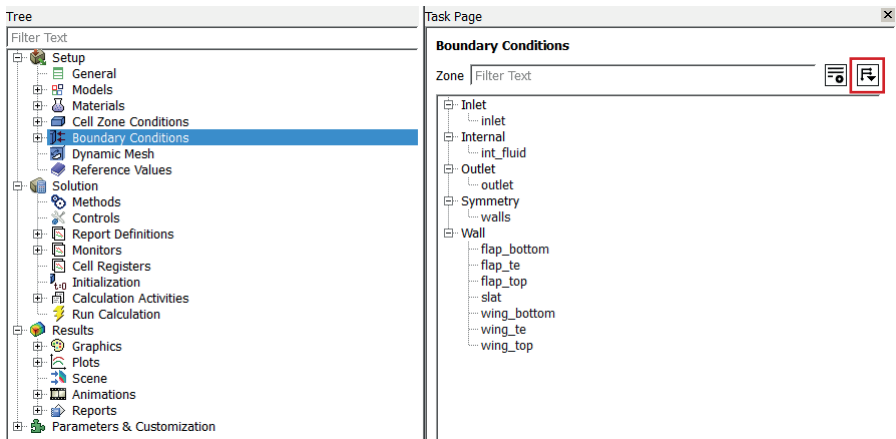 Tree
Filter Text
Setup
General
Models
Materials
Cell Zone Conditions
Boundary Conditions
Dynamic Mesh
Reference Values
Solution
Methods
Controls
Report Definitions
Monitors
Cell Registers
t=0 Initialization
Calculation Activities
Run Calculation
Results
Graphics
Plots
Scene
Animations
Reports
Parameters & Customization
Task Page
Boundary Conditions
Zone Filter Text
Inlet
inlet
Internal
int_fluid
Outlet
outlet
Symmetry
walls
Wall
flap_bottom
flap_te
flap_top
slat
wing_bottom
wing_te
wing_top